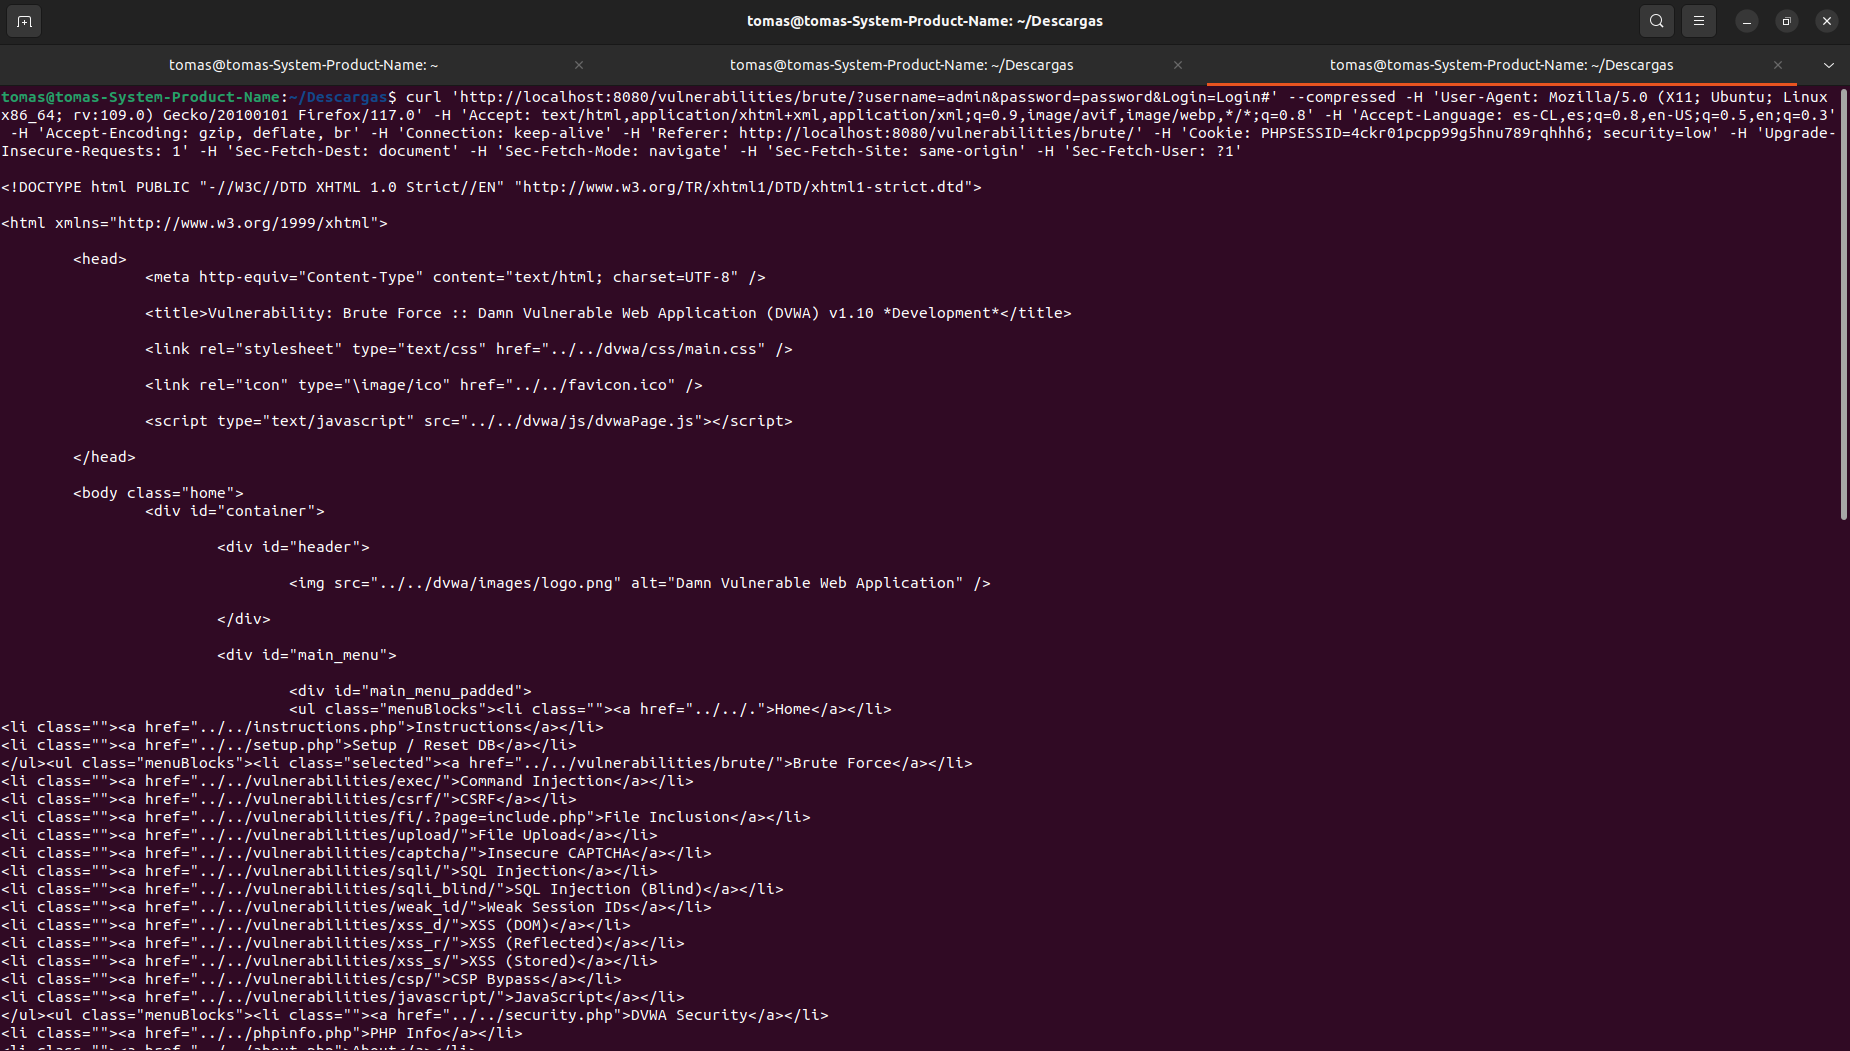 tomas@tomas-System-Product-Name: ~/Descargas
tomas@tomas-System-Product-Name: ~
tomas@tomas-System-Product-Name: ~/Descargas
tomas@tomas-System-Product-Name: ~/Descargas
tomas@tomas-System-Product-Name:~/Descargas$ curl 'http://localhost:8080/vulnerabilities/brute/?username=admin&password=password&Login=Login#' --compressed -H 'User-Agent: Mozilla/5.0 (X11; Ubuntu; Linux
x86_64; rv:109.0) Gecko/20100101 Firefox/117.0' -H 'Accept: text/html,application/xhtml+xml,application/xml;q=0.9,image/avif,image/webp,*/*;q=0.8' -H 'Accept-Language: es-CL,es;q=0.8,en-US;q=0.5,en;q=0.3'
-H 'Accept-Encoding: gzip, deflate, br' -H 'Connection: keep-alive' -H 'Referer: http://localhost:8080/vulnerabilities/brute/' -H 'Cookie: PHPSESSID=4ckr01pcpp99g5hnu789rqhhh6; security=low' -H 'Upgrade-
Insecure-Requests: 1' -H 'Sec-Fetch-Dest: document' -H 'Sec-Fetch-Mode: navigate' -H 'Sec-Fetch-Site: same-origin' -H 'Sec-Fetch-User: ?1'
<!DOCTYPE html PUBLIC "-//W3C//DTD XHTML 1.0 Strict//EN" "http://www.w3.org/TR/xhtml1/DTD/xhtml1-strict.dtd">
<html xmlns="http://www.w3.org/1999/xhtml">
<head>
<meta http-equiv="Content-Type" content="text/html; charset=UTF-8" />
<title>Vulnerability: Brute Force :: Damn Vulnerable Web Application (DVWA) v1.10 *Development*</title>
<link rel="stylesheet" type="text/css" href="../../dvwa/css/main.css" />
<link rel="icon" type="\image/ico" href="../../favicon.ico" />
<script type="text/javascript" src="../../dvwa/js/dvwaPage.js"></script>
</head>
<body class="home">
<div id="container">
<div id="header">
<img src="../../dvwa/images/logo.png" alt="Damn Vulnerable Web Application" />
</div>
<div id="main_menu">
<div id="main_menu_padded">
<ul class="menuBlocks"><li class=""><a href="../../.">Home</a></li>
<li class=""><a href="../../instructions.php">Instructions</a></li>
<li class=""><a href="../../setup.php">Setup / Reset DB</a></li>
</ul><ul class="menuBlocks"><li class="selected"><a href="../../vulnerabilities/brute/">Brute Force</a></li>
<li class=""><a href="../../vulnerabilities/exec/">Command Injection</a></li>
<li class=""><a href="../../vulnerabilities/csrf/">CSRF</a></li>
<li class=""><a href="../../vulnerabilities/fi/.?page=include.php">File Inclusion</a></li>
<li class=""><a href="../../vulnerabilities/upload/">File Upload</a></li>
<li class=""><a href="../../vulnerabilities/captcha/">Insecure CAPTCHA</a></li>
<li class=""><a href="../../vulnerabilities/sqli/">SQL Injection</a></li>
<li class=""><a href="../../vulnerabilities/sqli_blind/">SQL Injection (Blind)</a></li>
<li class=""><a href="../../vulnerabilities/weak_id/">Weak Session IDs</a></li>
<li class=""><a href="../../vulnerabilities/xss_d/">XSS (DOM)</a></li>
<li class=""><a href="../../vulnerabilities/xss_r/">XSS (Reflected)</a></li>
<li class=""><a href="../../vulnerabilities/xss_s/">XSS (Stored)</a></li>
<li class=""><a href="../../vulnerabilities/csp/">CSP Bypass</a></li>
<li class=""><a href="../../vulnerabilities/javascript/">JavaScript</a></li>
</ul><ul class="menuBlocks"><li class=""><a href="../../security.php">DVWA Security</a></li>
<li class=""><a href="../../phpinfo.php">PHP Info</a></li>
<li class=""><a href="../../about.php">About</a></li>